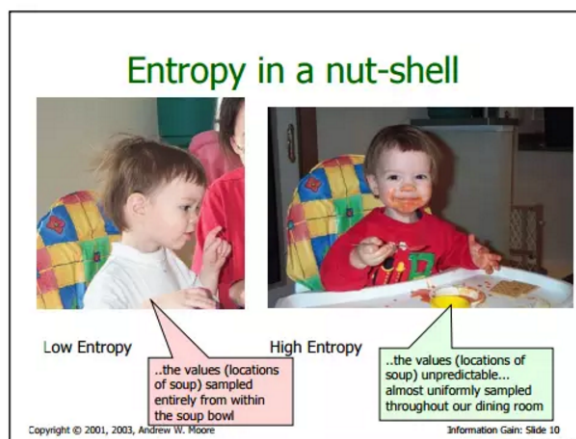 Entropy in a nut-shell
Low Entropy
High Entropy
..the values (locations
of soup) sampled
entirely from within
the soup bowl
..the values (locations of
soup) unpredictable...
almost uniformly sampled
throughout our dining room
Copyright © 2001, 2003, Andrew W. Moore
Information Gain: Slide 10